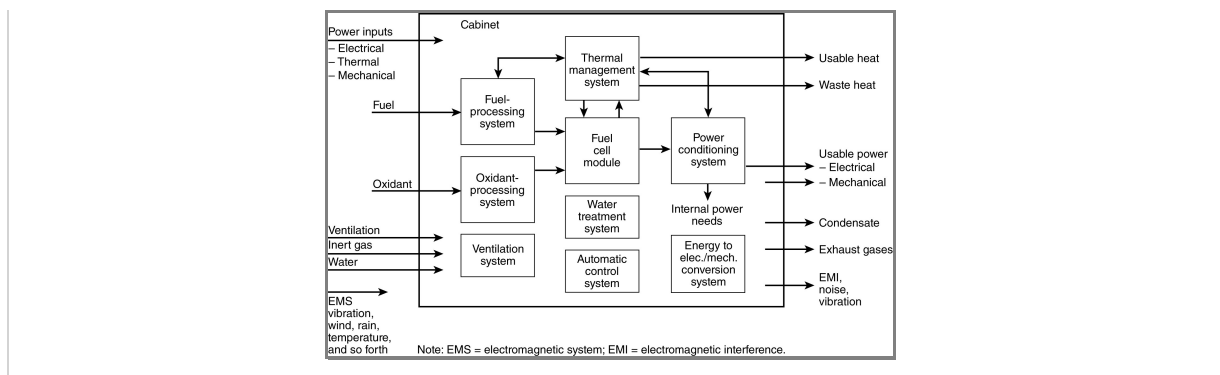 Cabinet
Power inputs
– Electrical
– Thermal
– Mechanical
Fuel
Oxidant
Ventilation
Inert gas
Water
EMS
vibration,
wind, rain,
temperature,
and so forth
Fuel-
processing
system
Oxidant-
processing
system
Ventilation
system
Thermal
management
system
Fuel
cell
module
Water
treatment
system
Automatic
control
system
Power
conditioning
system
Internal power
needs
Energy to
elec./mech.
conversion
system
Usable heat
Waste heat
Usable power
– Electrical
– Mechanical
Condensate
Exhaust gases
EMI,
noise,
vibration
Note: EMS = electromagnetic system; EMI = electromagnetic interference.